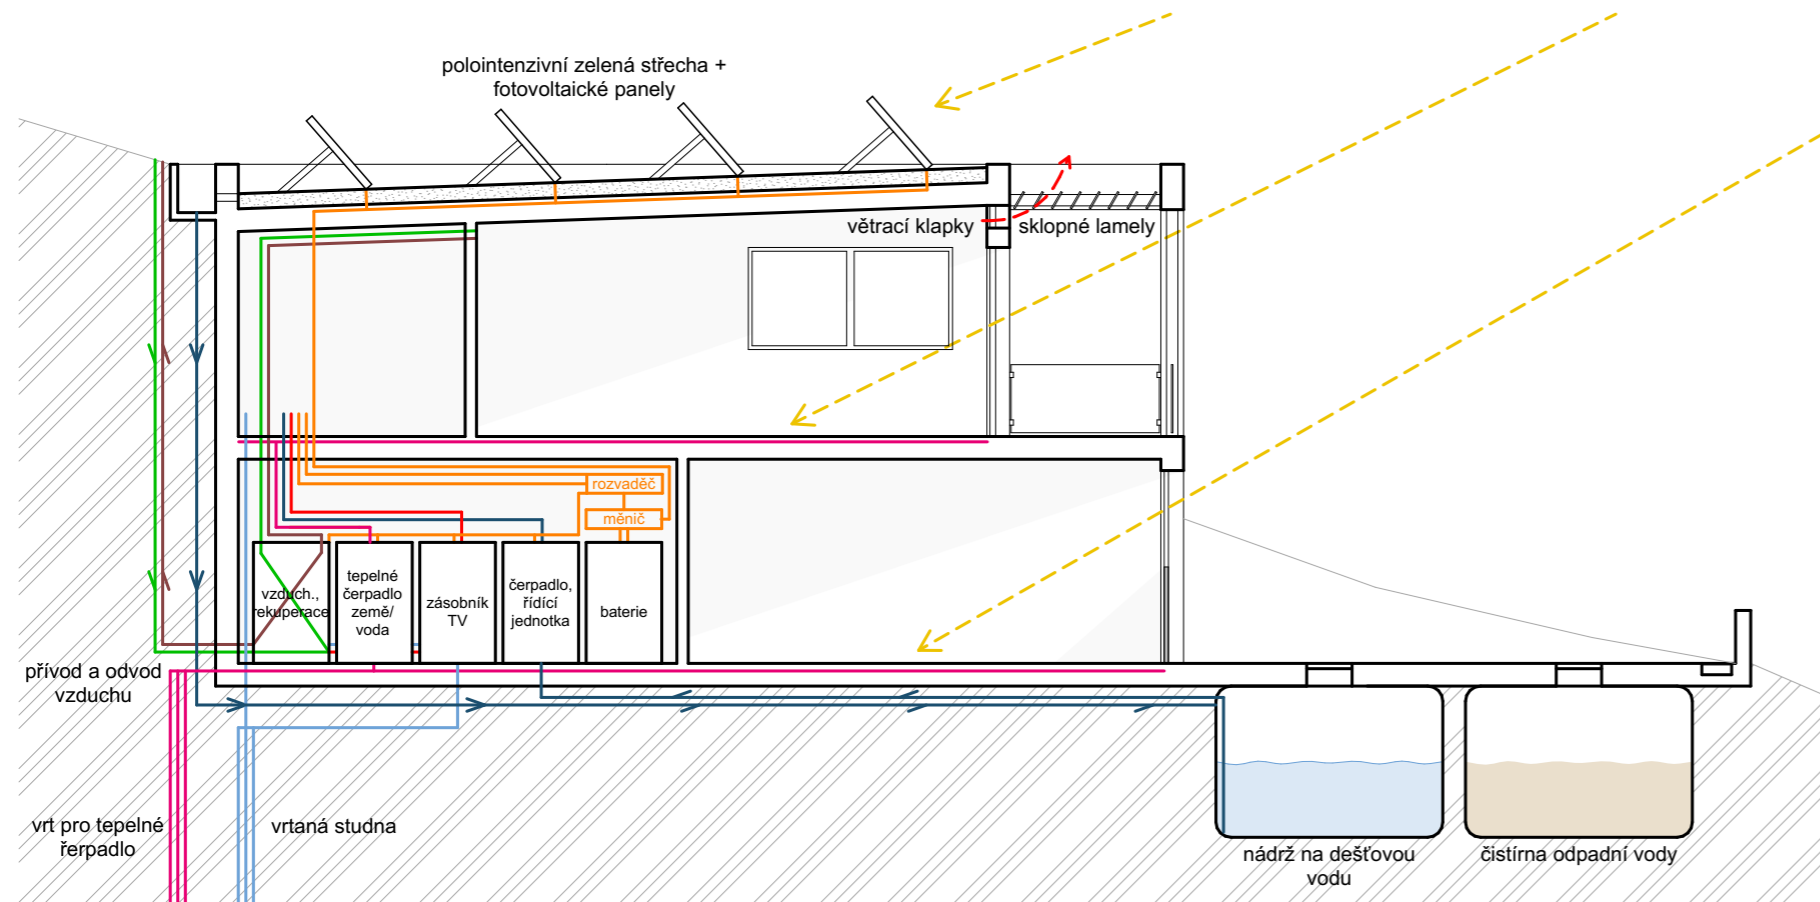 polointenzivní zelená střecha +
fotovoltaické panely
větrací klapky
sklopné lamely
rozvaděč
měnič
vzduch.,
rekuperace
tepelné
čerpadlo
země/
voda
zásobník
TV
čerpadlo,
řídící
jednotka
baterie
přívod a odvod
vzduchu
vrt pro tepelné
řerpadlo
vrtaná studna
nádrž na dešťovou
vodu
čistírna odpadní vody